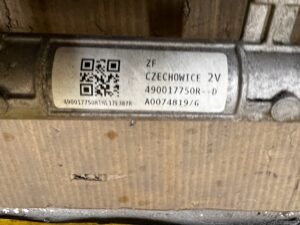 ZF
CZECHOWICE 2V
490017750R--D
A0074819/G